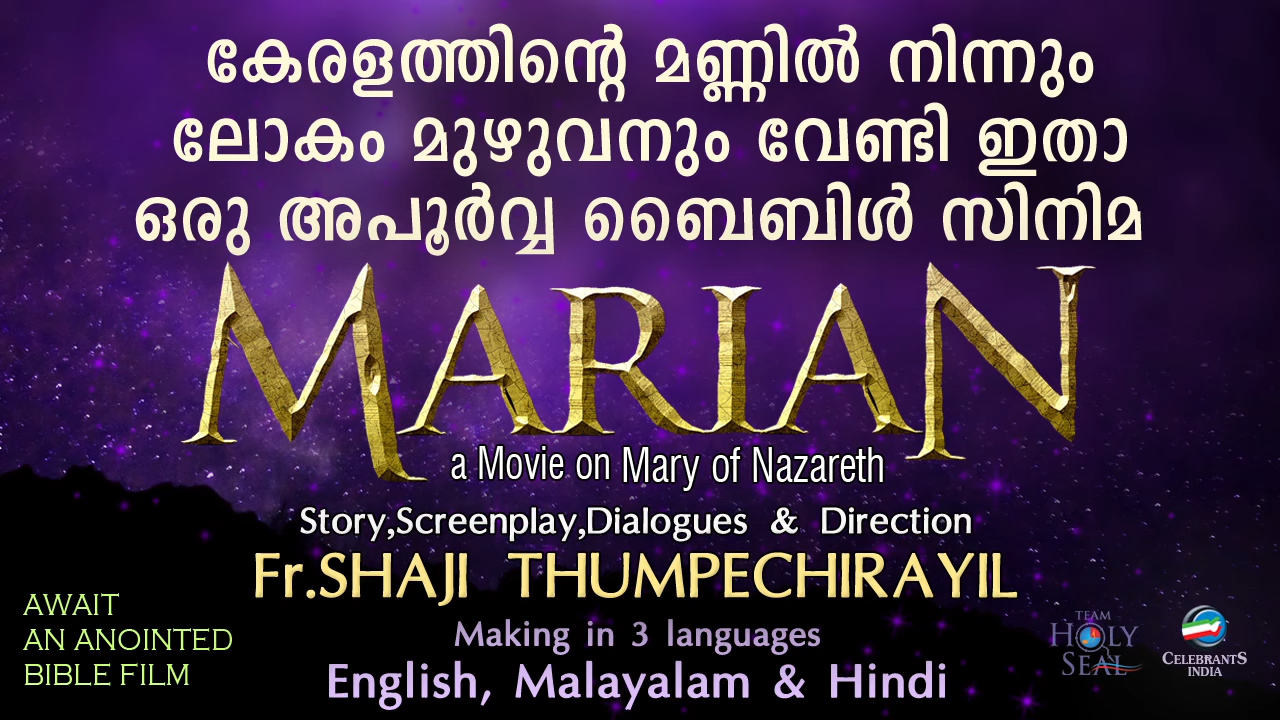 കേരളത്തിന്റെ മണ്ണിൽ നിന്നും
ലോകം മുഴുവനും വേണ്ടി ഇതാ
ഒരു അപൂർവ്വ ബൈബിൾ സിനിമ
MARIAN
a Movie on Mary of Nazareth
Story,Screenplay,Dialogues & Direction
Fr.SHAJI THUMPECHIRAYIL
Making in 3 languages
English, Malayalam & Hindi
AWAIT
AN ANOINTED
BIBLE FILM
TEAM
HOLY
SEAL
CELEBRANTS
INDIA